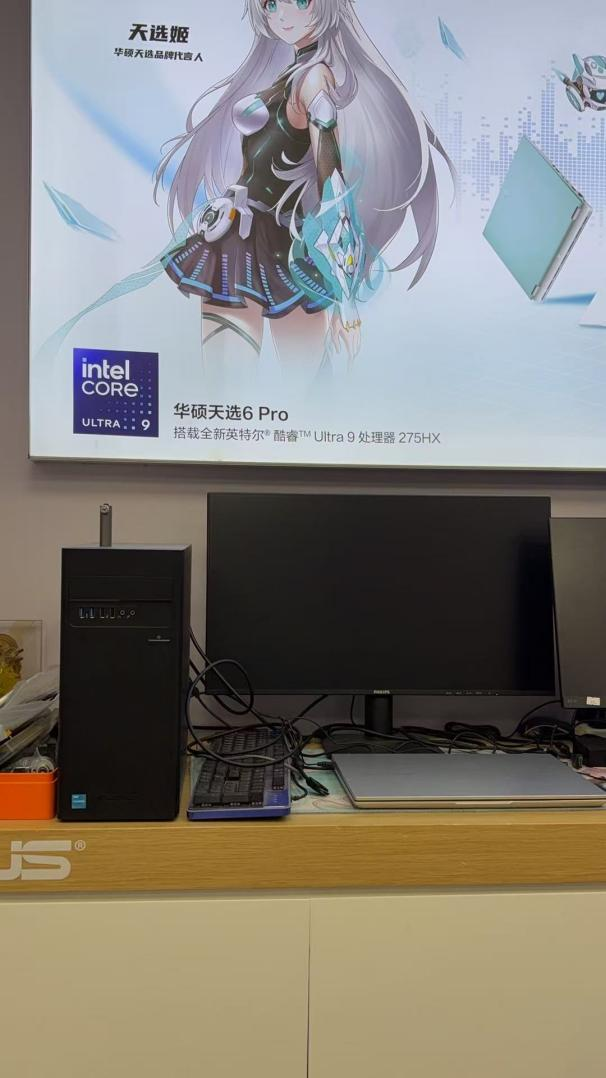 天选姬
华硕天选品牌代言人
intel
CORE
ULTRA 9
华硕天选6 Pro
搭载全新英特尔® 酷睿™ Ultra 9 处理器 275HX
PHILIPS
US®